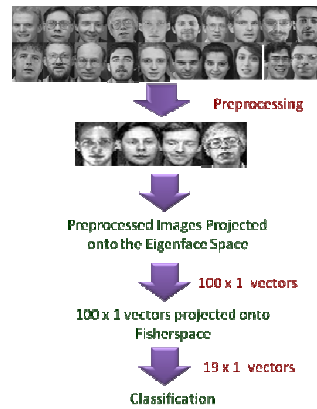 Preprocessing
Preprocessed Images Projected
onto the Eigenface Space
100 x 1 vectors
100 x 1 vectors projected onto
Fisherspace
19 x 1 vectors
Classification